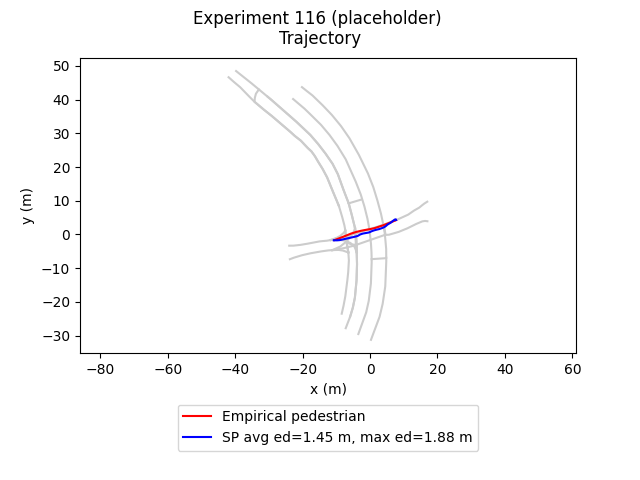 Experiment 116 (placeholder)
Trajectory
50
40
30
20
10
0
−10
−20
−30
y (m)
−80 −60 −40 −20 0 20 40 60
x (m)
Empirical pedestrian
SP avg ed=1.45 m, max ed=1.88 m